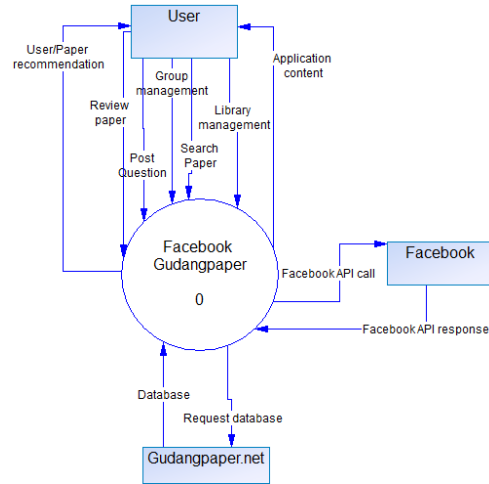 User
User/Paper
recommendation
Group
management
Application
content
Review
paper
Library
management
Search
Paper
Post
Question
Facebook
Gudangpaper
0
Facebook
Facebook API call
Facebook API response
Database
Request database
Gudangpaper.net